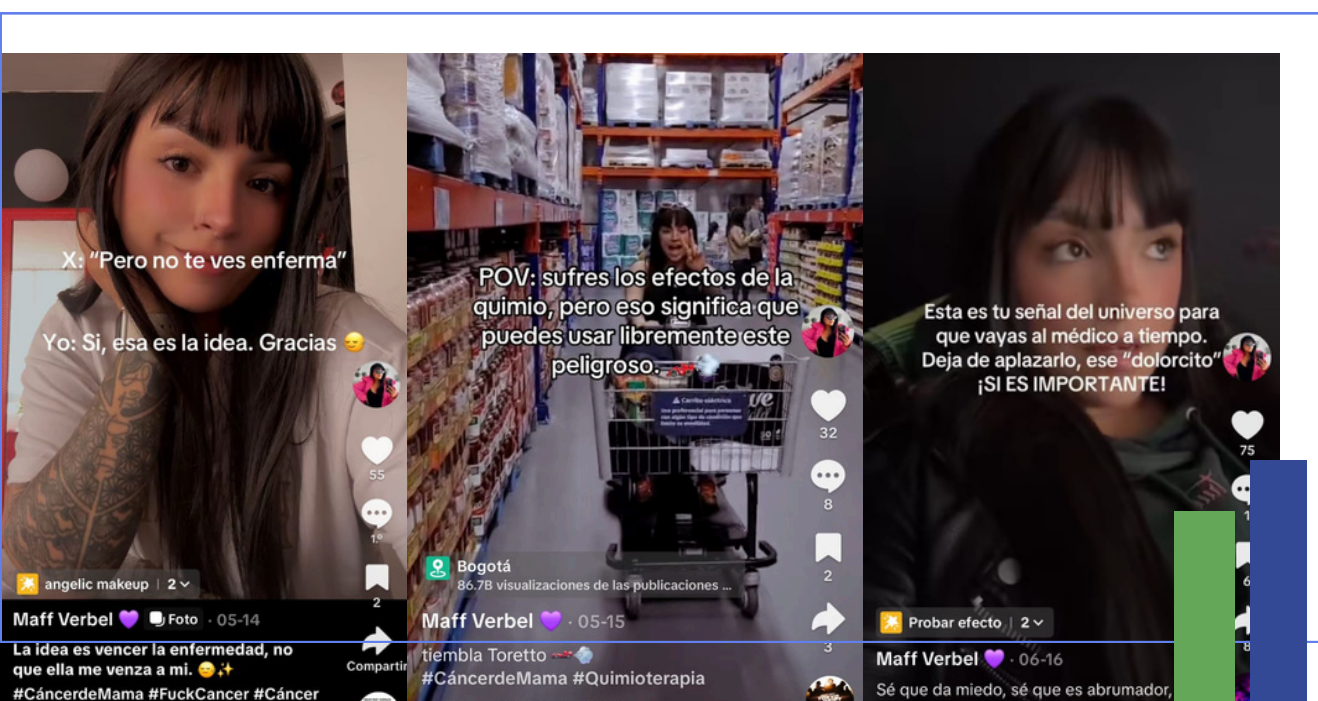 X: “Pero no te ves enferma”
Yo: Si, esa es la idea. Gracias 😑
55
1.º
angelic makeup | 2
2
Maff Verbel 💜 Foto · 05-14
Compartir
La idea es vencer la enfermedad, no
que ella me venza a mi. 😑✨
#CáncerdeMama #FuckCancer #Cáncer
POV: sufres los efectos de la
quimio, pero eso significa que
puedes usar libremente este
peligroso. 🏎️💨
Carrito eléctrico
32
8
Bogotá
86.7B visualizaciones de las publicaciones ...
2
Maff Verbel 💜 · 05-15
3
tiembla Toretto 🏎️💨
#CáncerdeMama #Quimioterapia
Esta es tu señal del universo para
que vayas al médico a tiempo.
Deja de aplazarlo, ese “dolorcito”
¡SI ES IMPORTANTE!
75
Probar efecto | 2
Maff Verbel 💜 · 06-16
Sé que da miedo, sé que es abrumador,